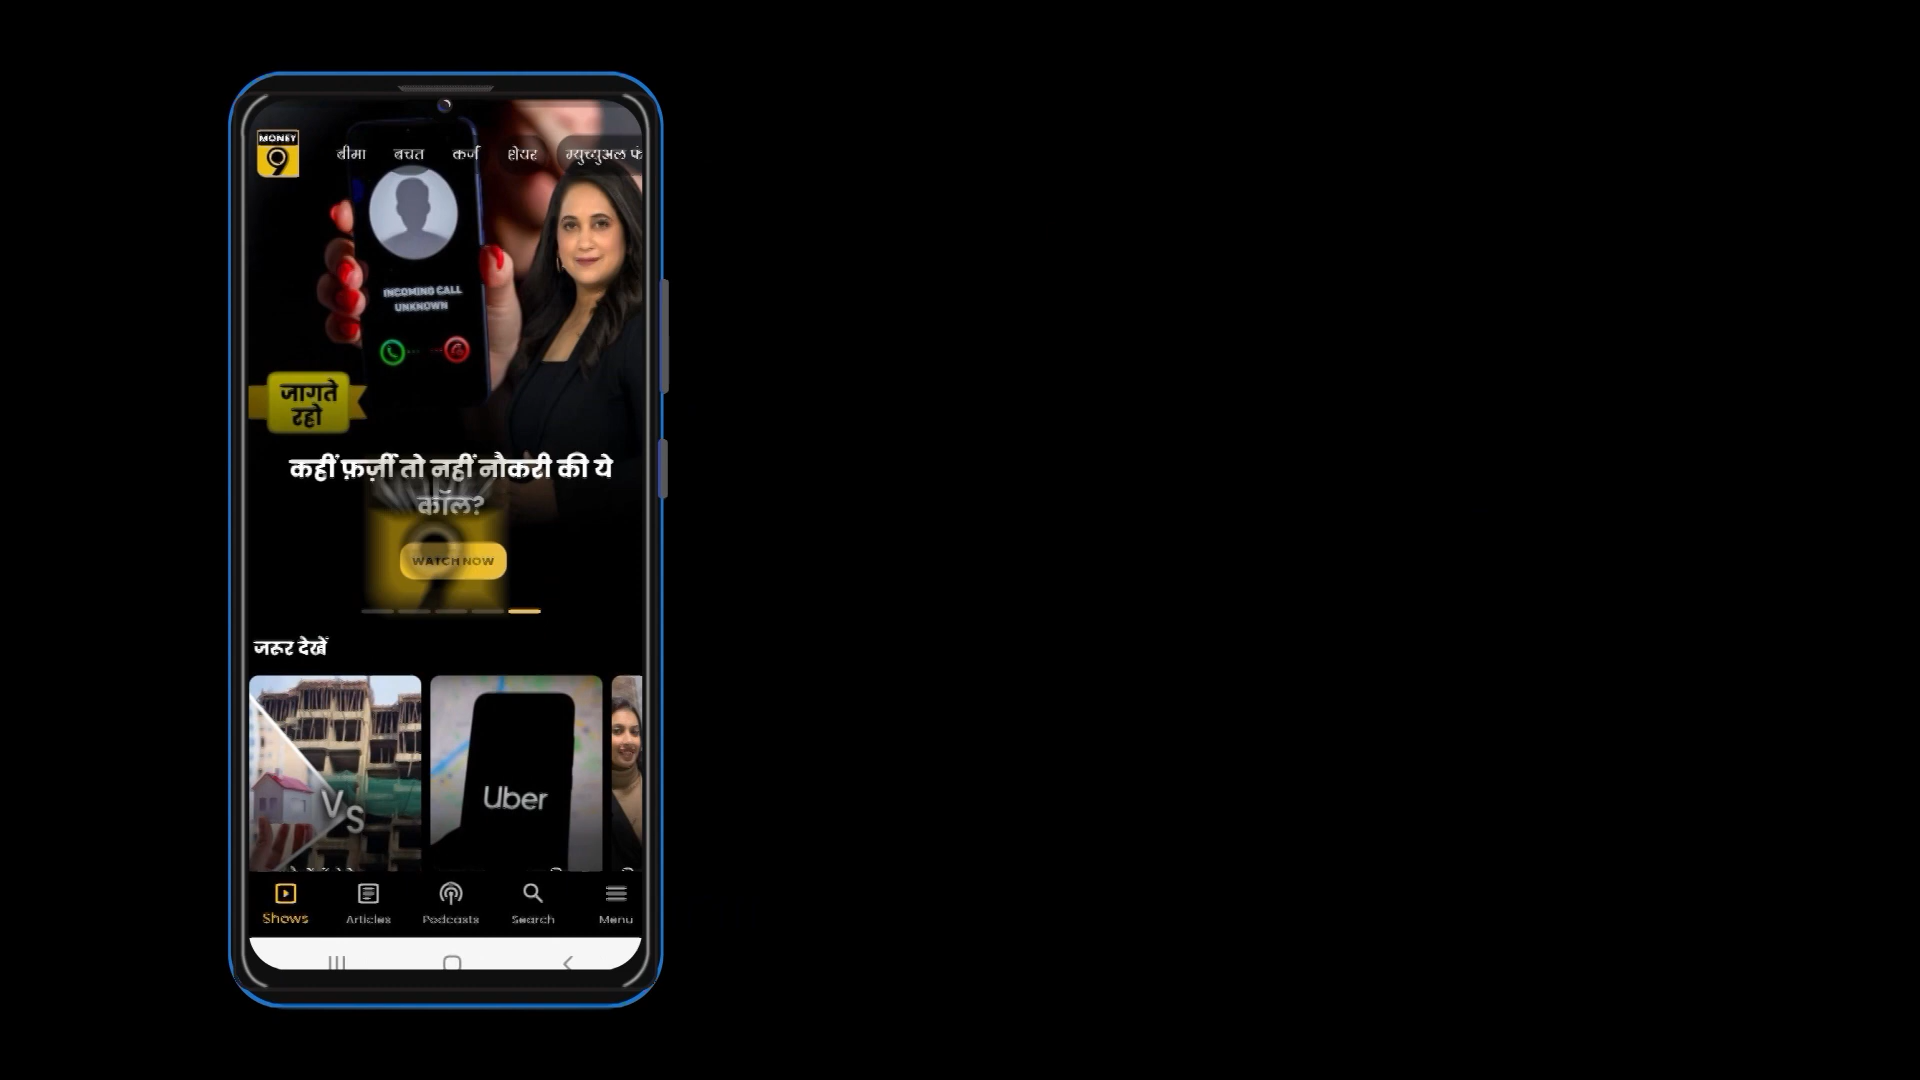 MONEY
9
बीमा बचत कर्ज शेयर म्युच्युअल फं
INCOMING CALL
UNKNOWN
जागते
रहो
कहीं फ़र्ज़ी तो नहीं नौकरी की ये
कॉल?
WATCH NOW
जरूर देखें
VS
Uber
Shows Articles Podcasts Search Menu